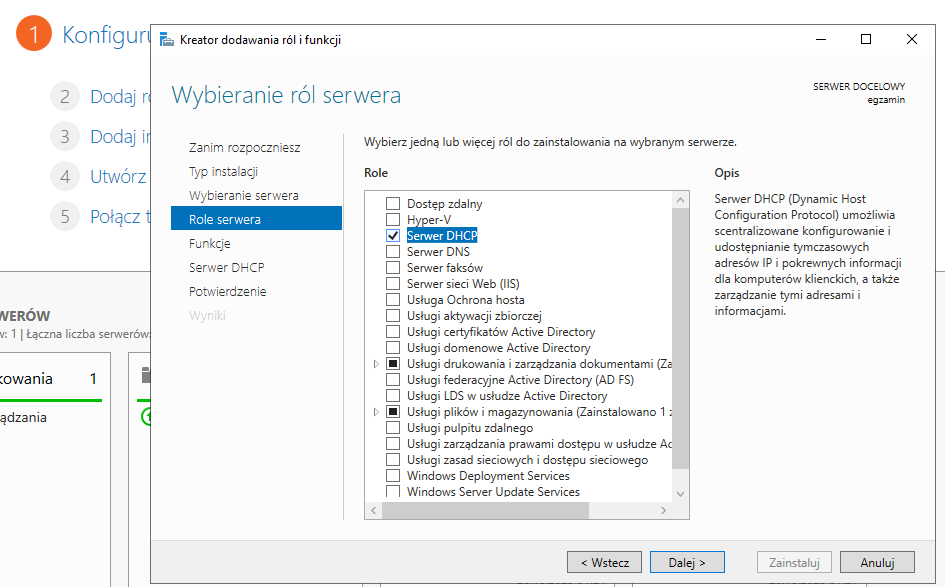 1 Konfigur
2 Dodaj r
3 Dodaj in
4 Utwórz
5 Połącz t
WERÓW
w: 1 | Łączna liczba serwerów:
kowania 1
ądzania
Kreator dodawania ról i funkcji
Wybieranie ról serwera
SERWER DOCELOWY
egzamin
Zanim rozpoczniesz
Typ instalacji
Wybieranie serwera
Role serwera
Funkcje
Serwer DHCP
Potwierdzenie
Wyniki
Wybierz jedną lub więcej ról do zainstalowania na wybranym serwerze.
Role
Dostęp zdalny
Hyper-V
Serwer DHCP
Serwer DNS
Serwer faksów
Serwer sieci Web (IIS)
Usługa Ochrona hosta
Usługi aktywacji zbiorczej
Usługi certyfikatów Active Directory
Usługi domenowe Active Directory
Usługi drukowania i zarządzania dokumentami (Za
Usługi federacyjne Active Directory (AD FS)
Usługi LDS w usłudze Active Directory
Usługi plików i magazynowania (Zainstalowano 1 z
Usługi pulpitu zdalnego
Usługi zarządzania prawami dostępu w usłudze Ac
Usługi zasad sieciowych i dostępu sieciowego
Windows Deployment Services
Windows Server Update Services
Opis
Serwer DHCP (Dynamic Host
Configuration Protocol) umożliwia
scentralizowane konfigurowanie i
udostępnianie tymczasowych
adresów IP i pokrewnych informacji
dla komputerów klienckich, a także
zarządzanie tymi adresami i
informacjami.
< Wstecz
Dalej >
Zainstaluj
Anuluj